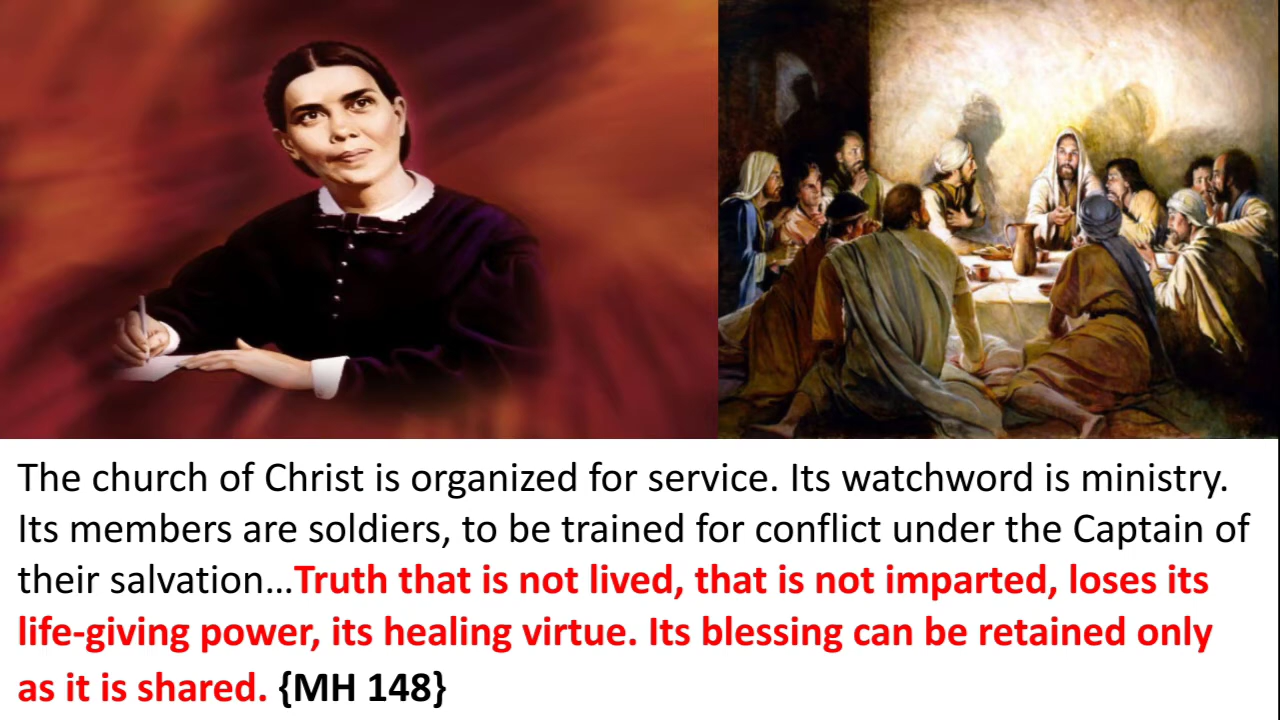 The church of Christ is organized for service. Its watchword is ministry.
Its members are soldiers, to be trained for conflict under the Captain of
their salvation…Truth that is not lived, that is not imparted, loses its
life-giving power, its healing virtue. Its blessing can be retained only
as it is shared. {MH 148}